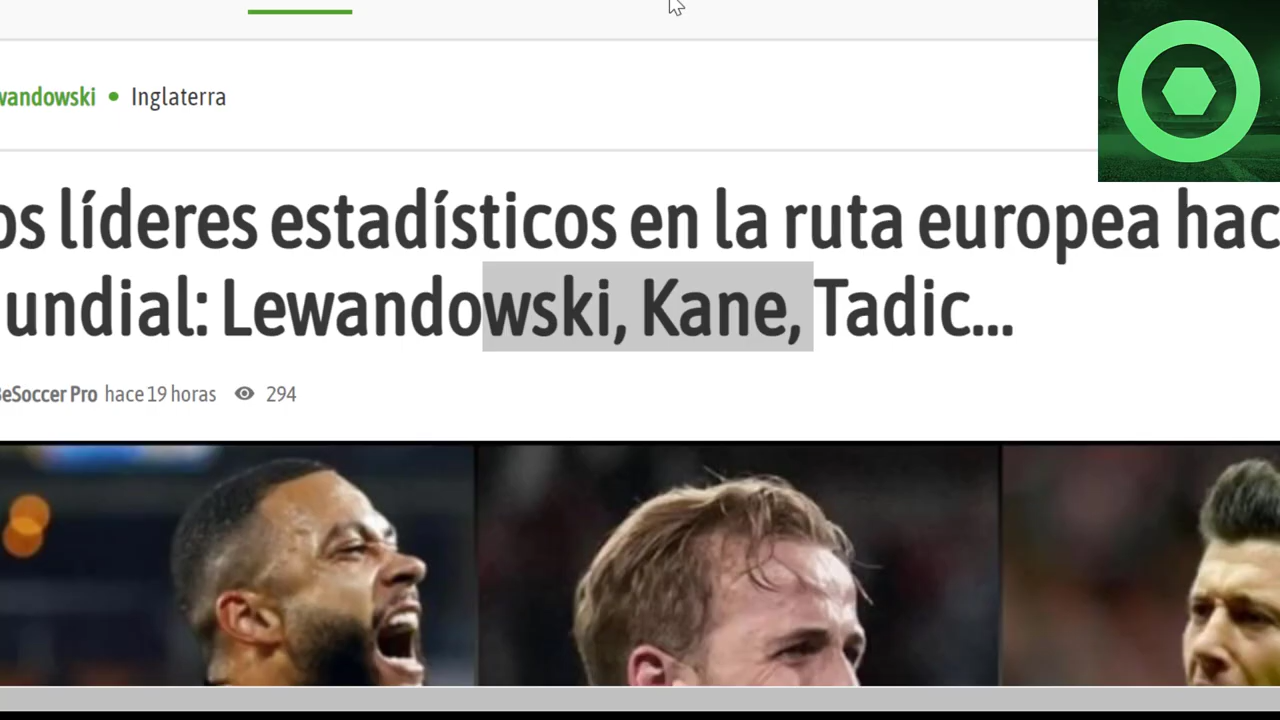 wandowski • Inglaterra
os líderes estadísticos en la ruta europea hac
undial: Lewandowski, Kane, Tadic...
BeSoccer Pro hace 19 horas 294